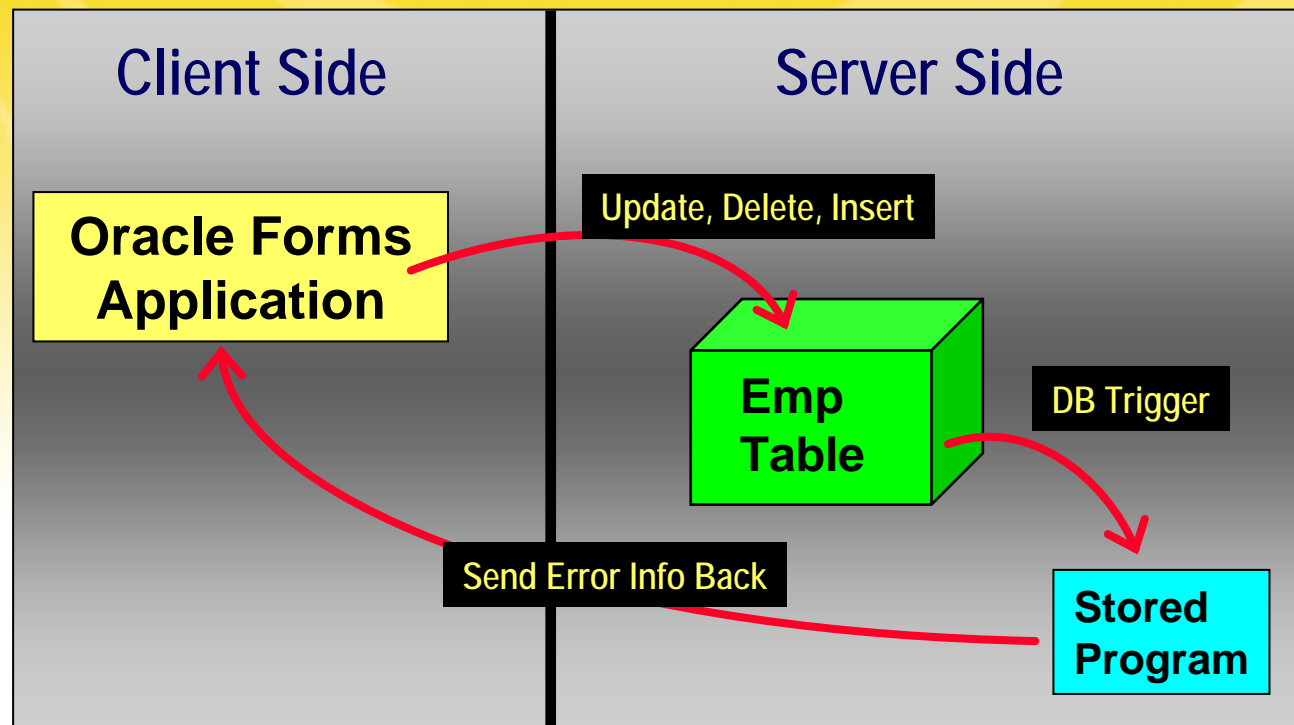 Client Side
Server Side
Oracle Forms
Application
Update, Delete, Insert
Emp
Table
DB Trigger
Send Error Info Back
Stored
Program